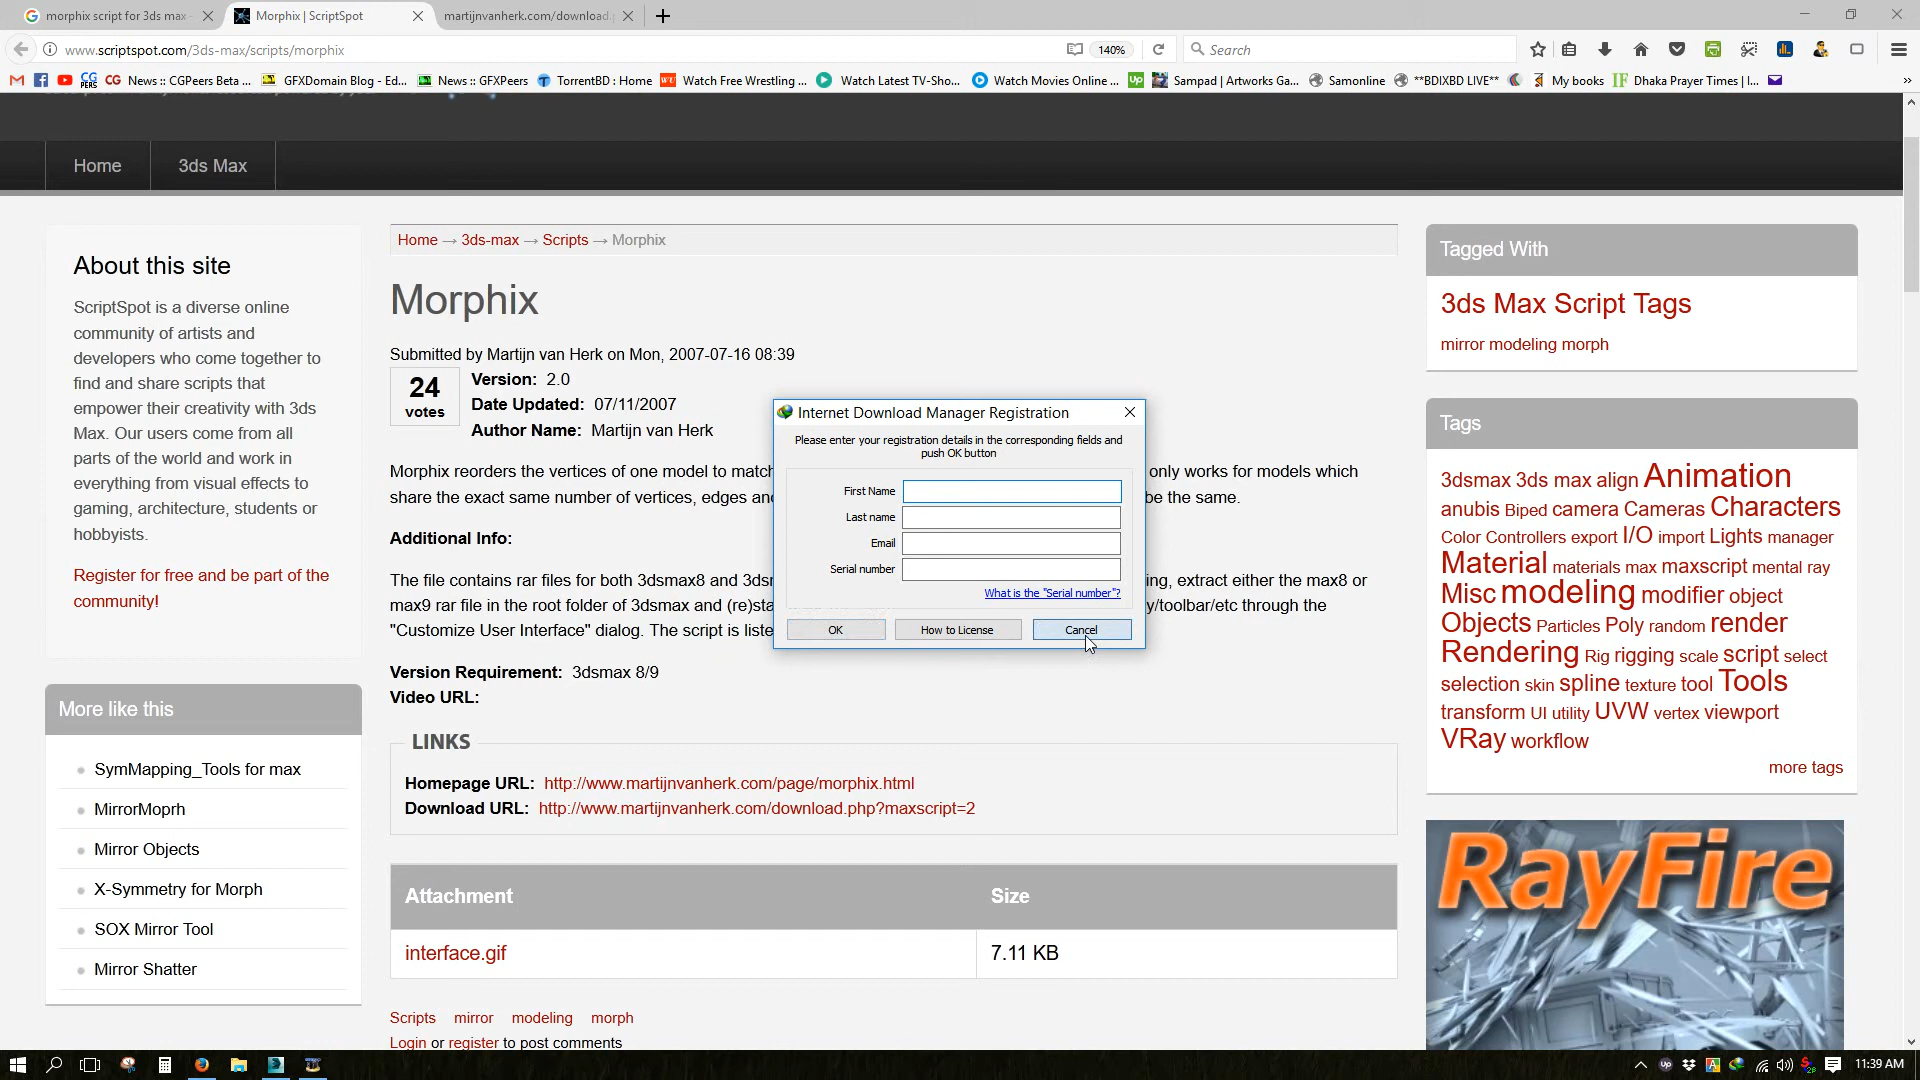 morphix script for 3ds max
Morphix | ScriptSpot
martijnvanherk.com/download.
www.scriptspot.com/3ds-max/scripts/morphix
140%
Search
News :: CGPeers Beta ...
GFXDomain Blog - Ed...
News :: GFXPeers
TorrentBD : Home
Watch Free Wrestling ...
Watch Latest TV-Sho...
Watch Movies Online ...
Sampad | Artworks Ga...
Samonline
**BDIXBD LIVE**
My books
Dhaka Prayer Times | I...
Home
3ds Max
About this site
ScriptSpot is a diverse online
community of artists and
developers who come together to
find and share scripts that
empower their creativity with 3ds
Max. Our users come from all
parts of the world and work in
everything from visual effects to
gaming, architecture, students or
hobbyists.
Register for free and be part of the
community!
More like this
SymMapping_Tools for max
MirrorMoprh
Mirror Objects
X-Symmetry for Morph
SOX Mirror Tool
Mirror Shatter
Home → 3ds-max → Scripts → Morphix
Morphix
Submitted by Martijn van Herk on Mon, 2007-07-16 08:39
24
votes
Version: 2.0
Date Updated: 07/11/2007
Author Name: Martijn van Herk
Morphix reorders the vertices of one model to match only works for models which
share the exact same number of vertices, edges and be the same.
Additional Info:
The file contains rar files for both 3dsmax8 and 3dsm ing, extract either the max8 or
max9 rar file in the root folder of 3dsmax and (re)sta y/toolbar/etc through the
"Customize User Interface" dialog. The script is liste
Version Requirement: 3dsmax 8/9
Video URL:
LINKS
Homepage URL: http://www.martijnvanherk.com/page/morphix.html
Download URL: http://www.martijnvanherk.com/download.php?maxscript=2
Attachment Size
interface.gif 7.11 KB
Scripts mirror modeling morph
Login or register to post comments
Internet Download Manager Registration
Please enter your registration details in the corresponding fields and
push OK button
First Name
Last name
Email
Serial number
What is the "Serial number"?
OK
How to License
Cancel
Tagged With
3ds Max Script Tags
mirror modeling morph
Tags
3dsmax 3ds max align Animation
anubis Biped camera Cameras Characters
Color Controllers export I/O import Lights manager
Material materials max maxscript mental ray
Misc modeling modifier object
Objects Particles Poly random render
Rendering Rig rigging scale script select
selection skin spline texture tool Tools
transform UI utility UVW vertex viewport
VRay workflow
more tags
RayFire
11:39 AM